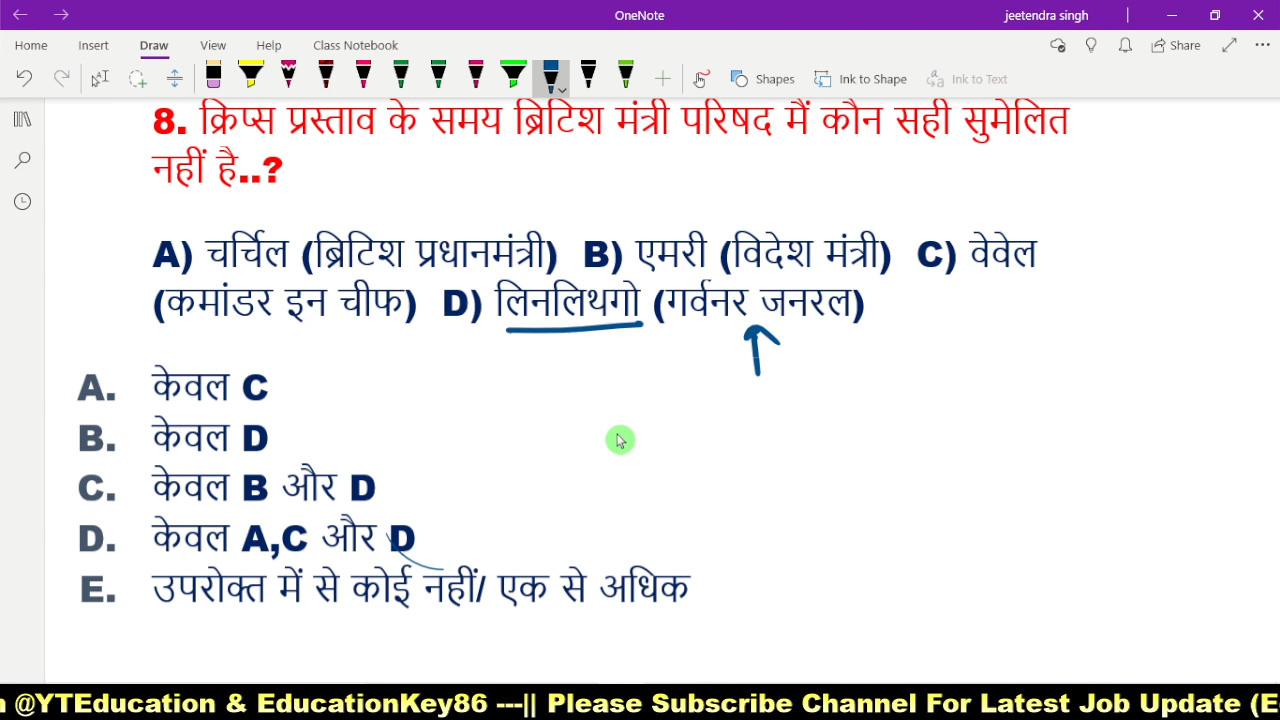 OneNote
jeetendra singh
Home Insert Draw View Help Class Notebook
Share
Shapes Ink to Shape Ink to Text
8. क्रिप्स प्रस्ताव के समय ब्रिटिश मंत्री परिषद मैं कौन सही सुमेलित
नहीं है..?
A) चर्चिल (ब्रिटिश प्रधानमंत्री) B) एमरी (विदेश मंत्री) C) वेवेल
(कमांडर इन चीफ) D) लिनलिथगो (गर्वनर जनरल)
A. केवल C
B. केवल D
C. केवल B और D
D. केवल A,C और D
E. उपरोक्त में से कोई नहीं/ एक से अधिक
@YTEducation & EducationKey86 ---|| Please Subscribe Channel For Latest Job Update (E